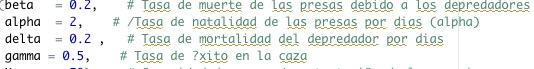 (beta = 0.2, # Tasa de muerte de las presas debido a los depredadores
alpha = 2, # /Tasa de natalidad de las presas por dias (alpha)
delta = 0.2 , # Tasa de mortalidad del depredador por dias
gamma = 0.5, # Tasa de ?xito en la caza